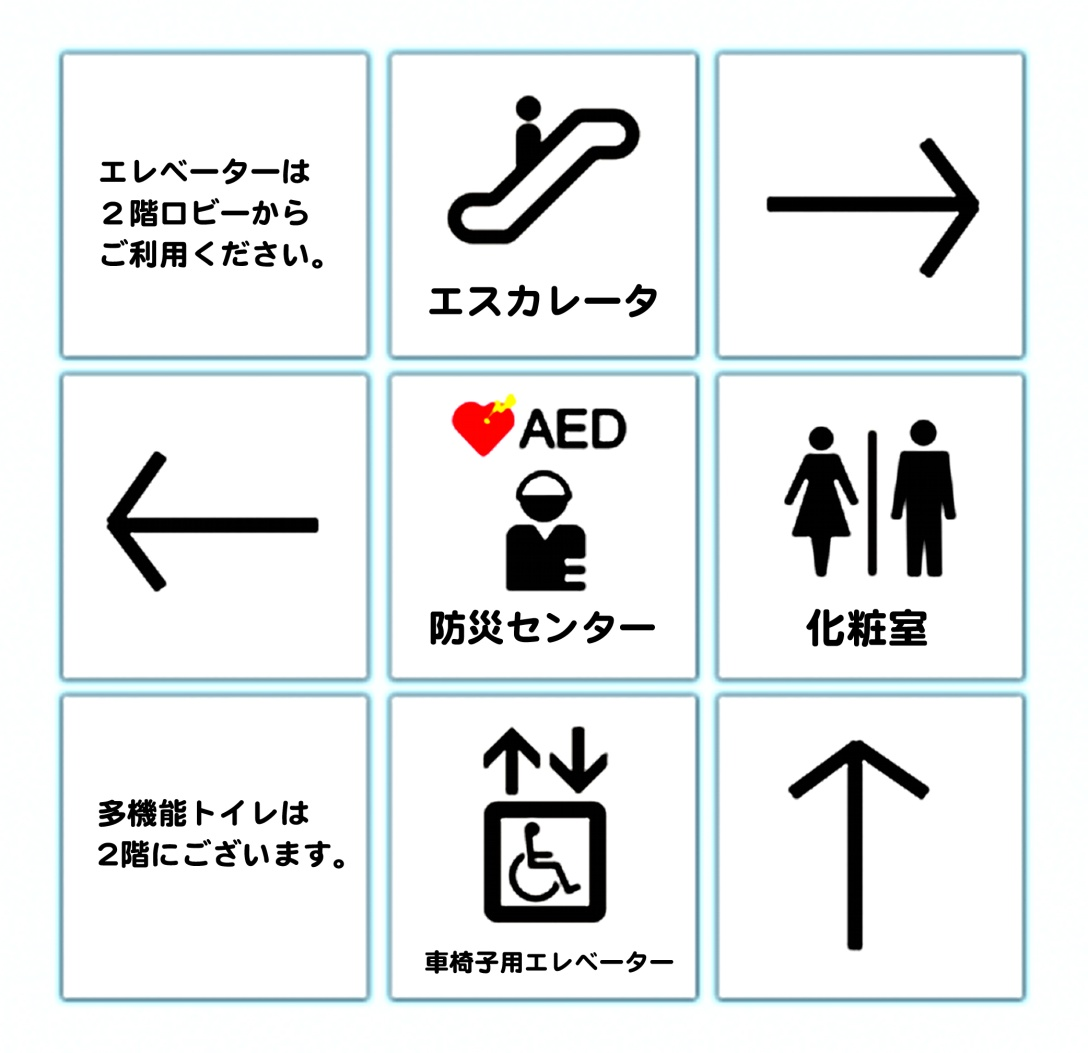 エレベーターは
２階ロビーから
ご利用ください。
エスカレータ
AED
防災センター
化粧室
多機能トイレは
2階にございます。
車椅子用エレベーター